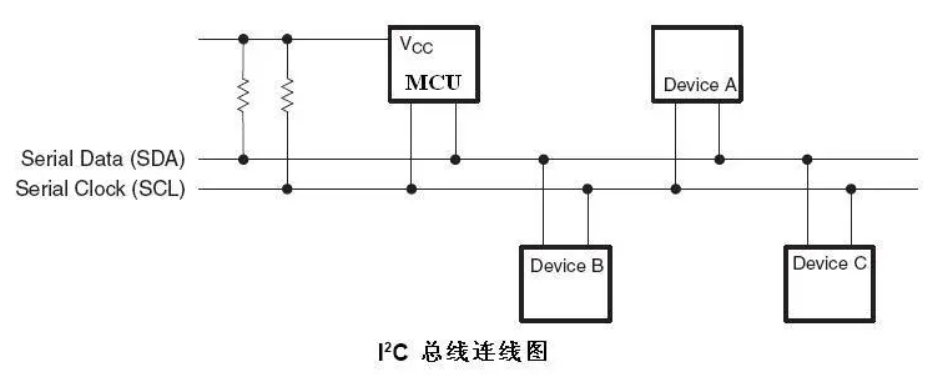 VCC
MCU
Device A
Serial Data (SDA)
Serial Clock (SCL)
Device B
Device C
I²C 总线连线图